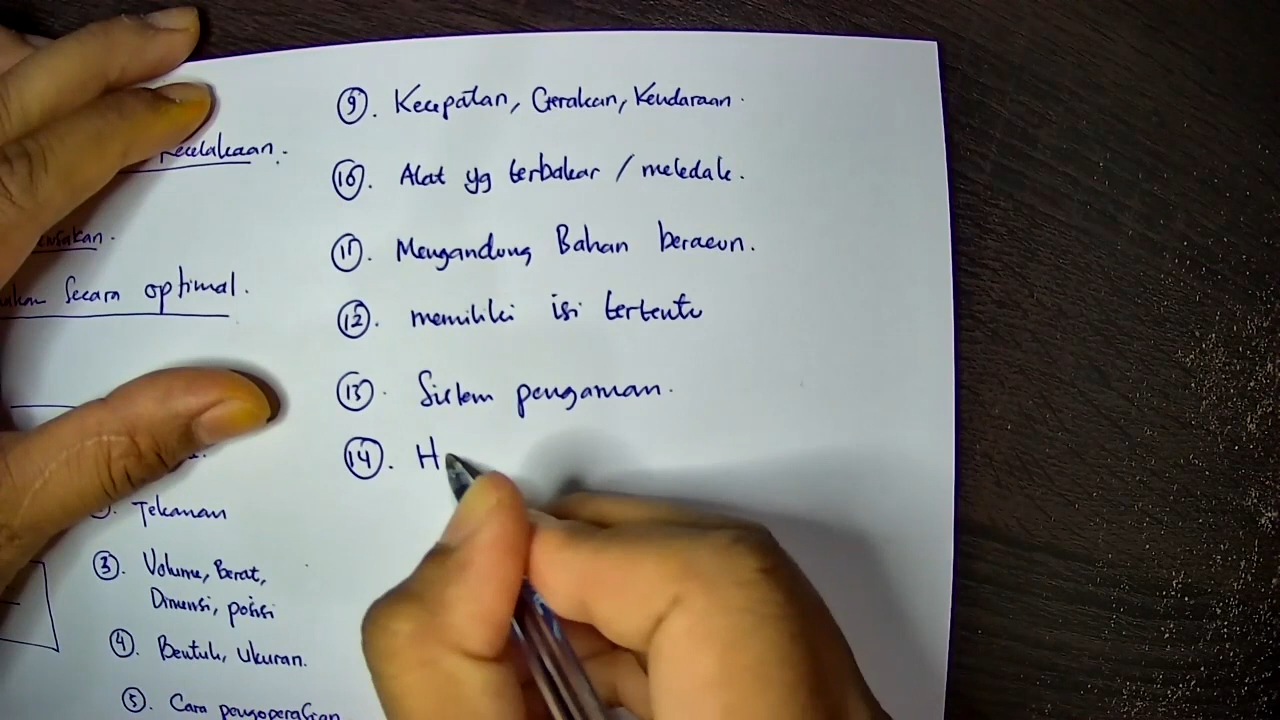 kecelakaan.
Secara optimal.
Tekanan
③. Volume, Berat,
Dimensi, posisi
④. Bentuk, Ukuran.
⑤. Cara pengoperasian
⑨. Kecepatan, Gerakan, Kendaraan.
⑩. Alat yg terbakar / meledak.
⑪. Mengandung Bahan beracun.
⑫. memiliki isi tertentu
⑬. Sistem pengaman.
⑭. H